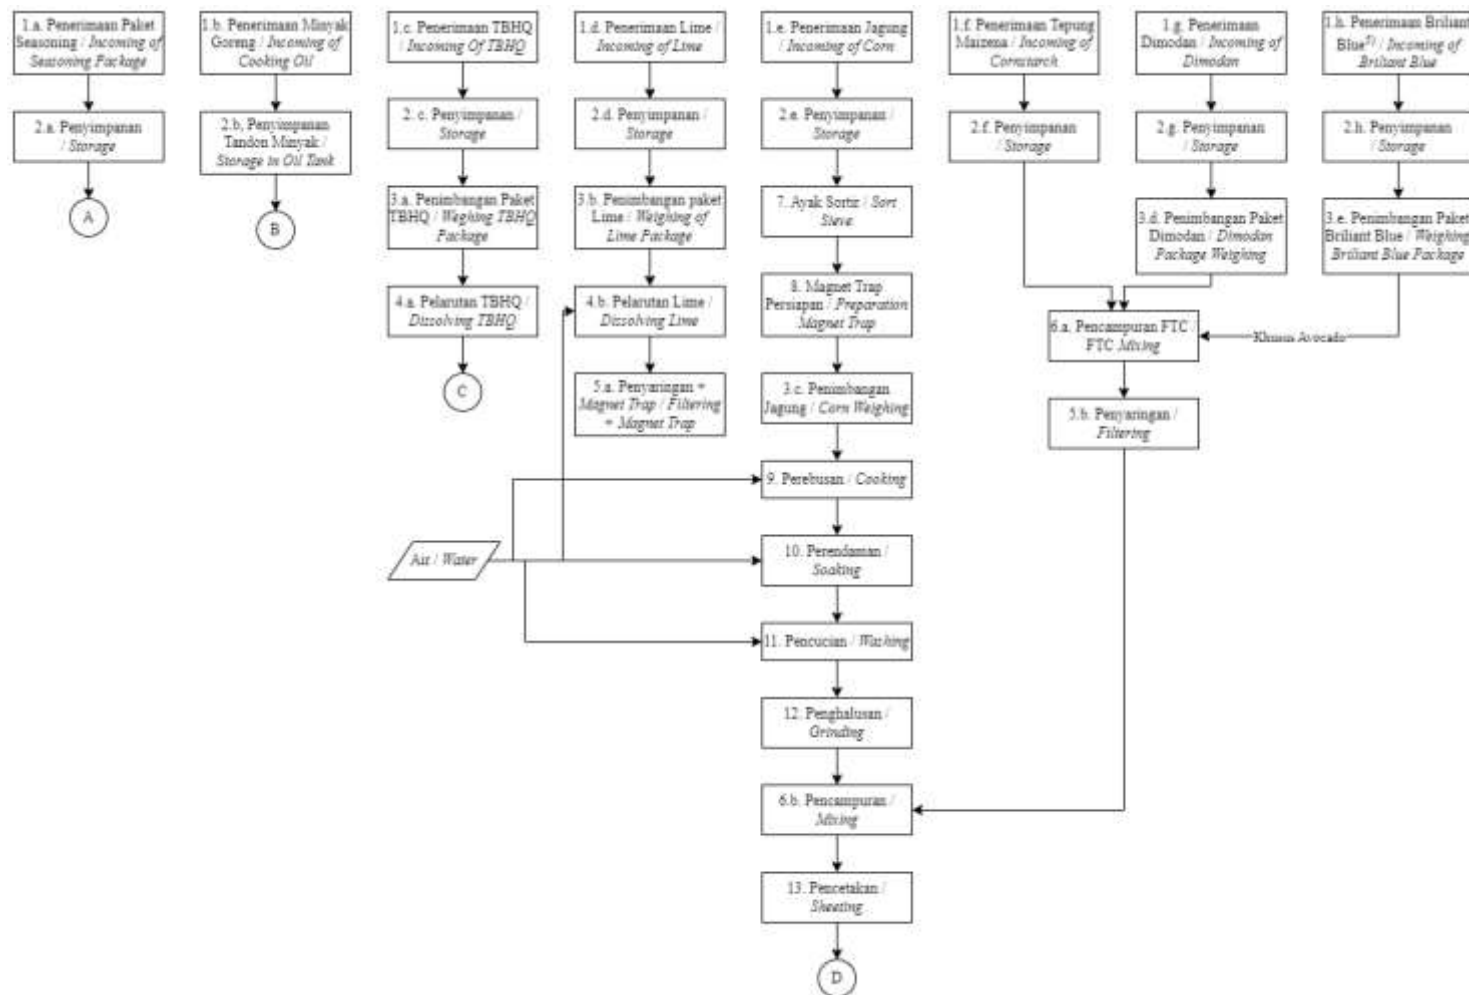 1.a. Penerimaan Paket
Seasoning / Incoming of
Seasoning Package
1.b. Penerimaan Minyak
Goreng / Incoming of
Cooking Oil
1.c. Penerimaan TBHQ
/ Incoming Of TBHQ
1.d. Penerimaan Lime /
Incoming of Lime
1.e. Penerimaan Jagung
/ Incoming of Corn
1.f. Penerimaan Tepung
Maizena / Incoming of
Cornstarch
1.g. Penerimaan
Dimodan / Incoming of
Dimodan
1.h. Penerimaan Briliant
Blue / Incoming of
Briliant Blue
2.a. Penyimpanan
/ Storage
2.b, Penyimpanan
Tandon Minyak /
Storage in Oil Tank
2. c. Penyimpanan /
Storage
2.d. Penyimpanan /
Storage
2.e. Penyimpanan /
Storage
2.f. Penyimpanan
/ Storage
2.g. Penyimpanan
/ Storage
2.h. Penyimpanan
/ Storage
A
B
3.a. Penimbangan Paket
TBHQ / Weghing TBHQ
Package
3.b. Penimbangan paket
Lime / Weighing of
Lime Package
7. Ayak Sortir / Sort
Sieve
3.d. Penimbangan Paket
Dimodan / Dimodan
Package Weighing
3.e. Penimbangan Paket
Briliant Blue / Weighing
Briliant Blue Package
4.a. Pelarutan TBHQ /
Dissolving TBHQ
4.b. Pelarutan Lime /
Dissolving Lime
8. Magnet Trap
Persiapan / Preparation
Magnet Trap
6.a. Pencampuran FTC /
FTC Mixing
Khusus Avocado
C
5.a. Penyaringan +
Magnet Trap / Filtering
+ Magnet Trap
3.c. Penimbangan
Jagung / Corn Weighing
5.b. Penyaringan /
Filtering
9. Perebusan / Cooking
Air / Water
10. Perendaman /
Soaking
11. Pencucian / Washing
12. Penghalusan /
Grinding
6.b. Pencampuran /
Mixing
13. Pencetakan /
Sheeting
D